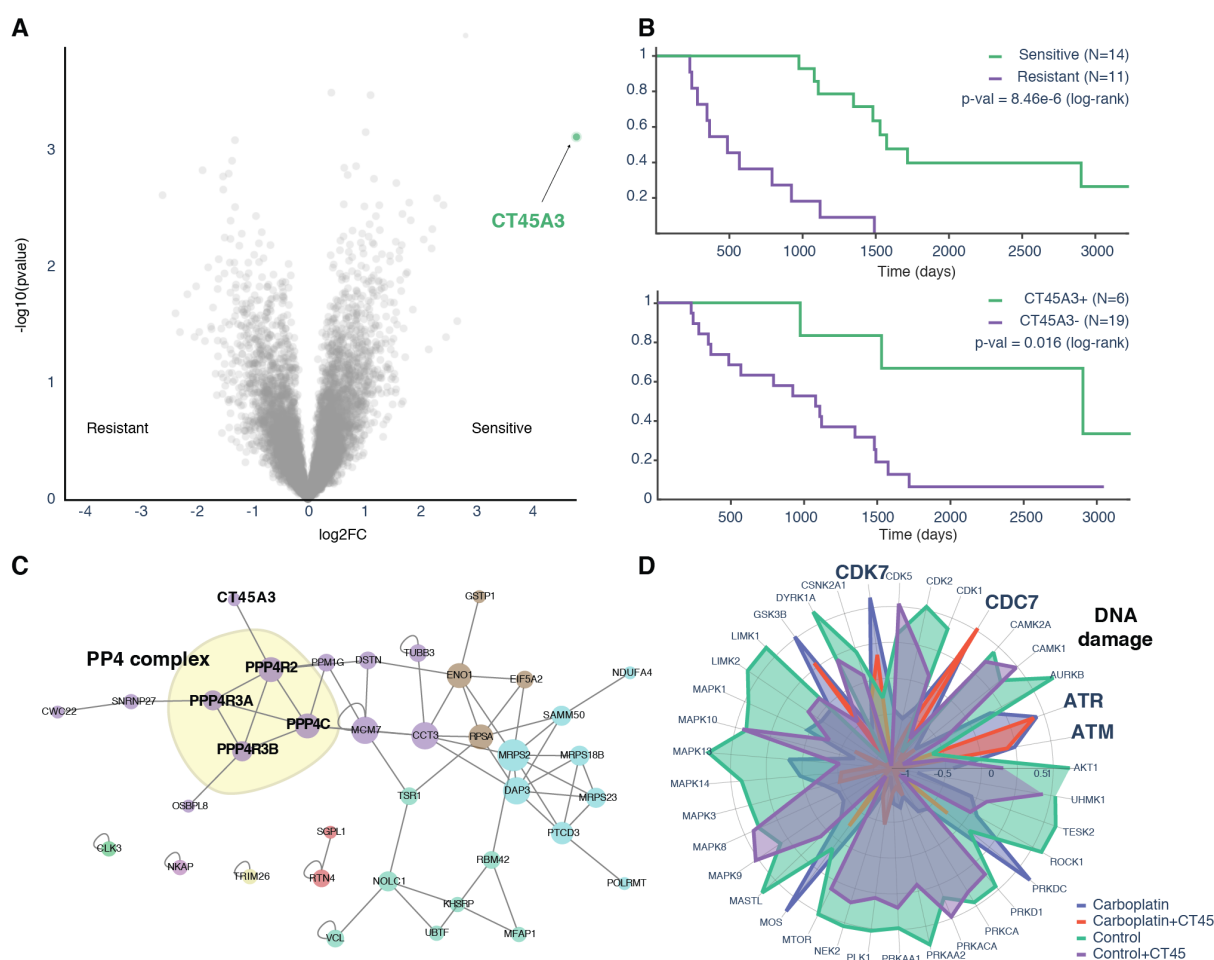 A
3
2
1
0
-log10(pvalue)
CT45A3
Resistant
Sensitive
-4 -3 -2 -1 0 1 2 3 4
log2FC
B
1
0.8
0.6
0.4
0.2
Sensitive (N=14)
Resistant (N=11)
p-val = 8.46e-6 (log-rank)
500 1000 1500 2000 2500 3000
Time (days)
1
0.8
0.6
0.4
0.2
0
CT45A3+ (N=6)
CT45A3- (N=19)
p-val = 0.016 (log-rank)
500 1000 1500 2000 2500 3000
Time (days)
C
CT45A3
GSTP1
PP4 complex
PPP4R2
PPM1G
DSTN
TUBB3
ENO1
EIF5A2
NDUFA4
CWC22
SNRNP27
PPP4R3A
PPP4C
MCM7
CCT3
RPSA
SAMM50
PPP4R3B
MRPS2
MRPS18B
OSBPL8
TSR1
DAP3
MRPS23
SGPL1
PTCD3
CLK3
NKAP
TRIM26
RTN4
NOLC1
RBM42
POLRMT
KHSRP
VCL
UBTF
MFAP1
D
CDK7
CDK5
CDK2
CDK1
CDC7
CAMK2A
CAMK1
AURKB
ATR
ATM
AKT1
UHMK1
TESK2
ROCK1
PRKDC
PRKD1
PRKCA
PRKACA
PRKAA2
PRKAA1
PLK1
NEK2
MTOR
MOS
MASTL
MAPK9
MAPK8
MAPK3
MAPK14
MAPK13
MAPK10
MAPK1
LIMK2
LIMK1
GSK3B
DYRK1A
CSNK2A1
DNA
damage
-1 -0.5 0 0.51
Carboplatin
Carboplatin+CT45
Control
Control+CT45